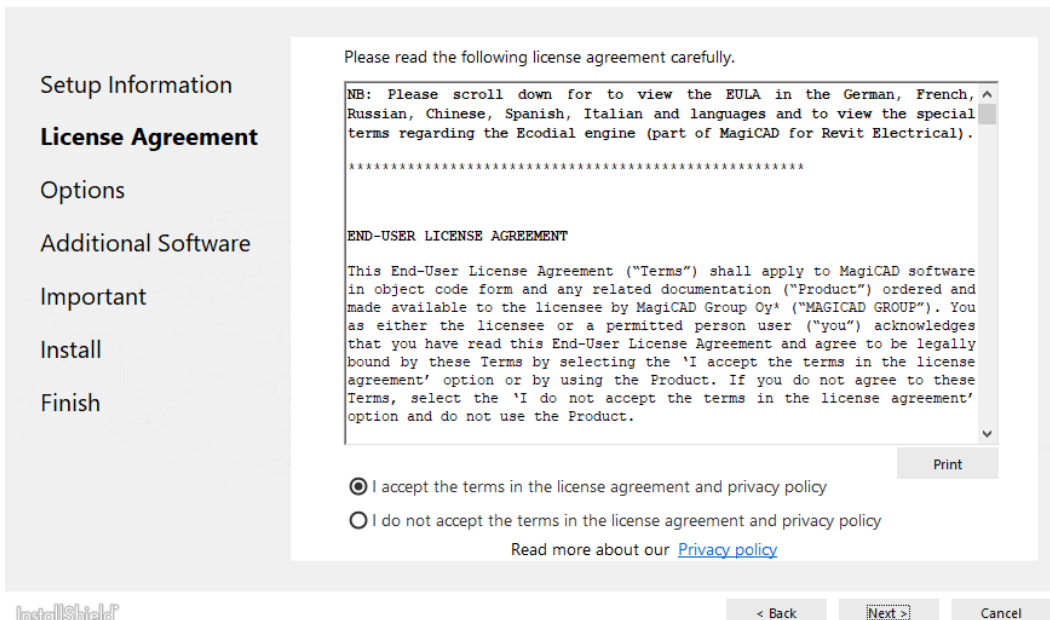 Please read the following license agreement carefully.
Setup Information
License Agreement
Options
Additional Software
Important
Install
Finish
NB: Please scroll down for to view the EULA in the German, French,
Russian, Chinese, Spanish, Italian and languages and to view the special
terms regarding the Ecodial engine (part of MagiCAD for Revit Electrical).
******************************************************
END-USER LICENSE AGREEMENT
This End-User License Agreement (“Terms”) shall apply to MagiCAD software
in object code form and any related documentation (“Product”) ordered and
made available to the licensee by MagiCAD Group Oy* (“MAGICAD GROUP”). You
as either the licensee or a permitted person user (“you”) acknowledges
that you have read this End-User License Agreement and agree to be legally
bound by these Terms by selecting the ‘I accept the terms in the license
agreement’ option or by using the Product. If you do not agree to these
Terms, select the ‘I do not accept the terms in the license agreement’
option and do not use the Product.
Print
I accept the terms in the license agreement and privacy policy
I do not accept the terms in the license agreement and privacy policy
Read more about our Privacy policy
InstallShield
< Back Next > Cancel